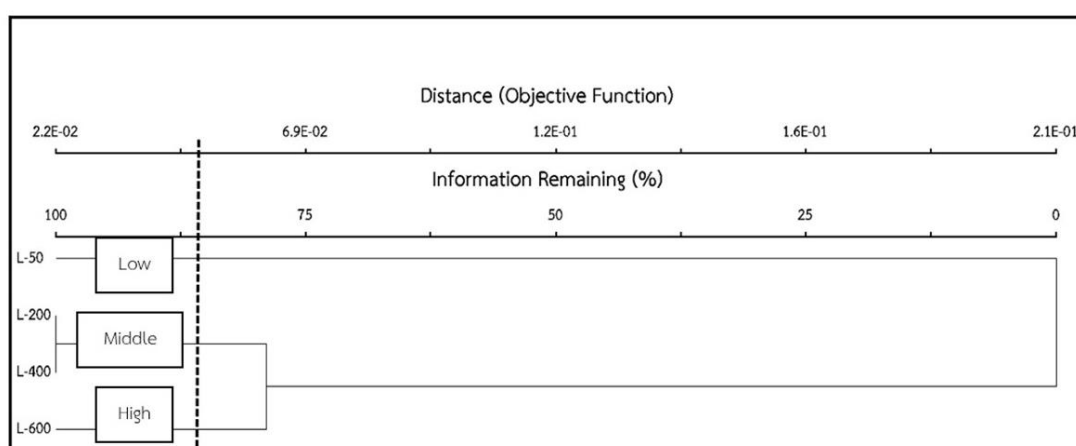 Distance (Objective Function)
2.2E-02 6.9E-02 1.2E-01 1.6E-01 2.1E-01
Information Remaining (%)
100 75 50 25 0
L-50 Low
L-200
Middle
L-400
High
L-600